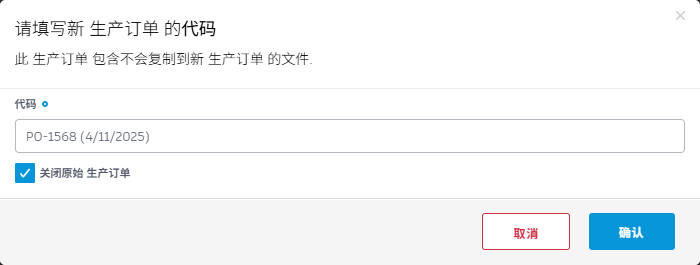 请填写新 生产订单 的代码
此 生产订单 包含不会复制到新 生产订单 的文件.
代码
PO-1568 (4/11/2025)
关闭原始 生产订单
取消
确认